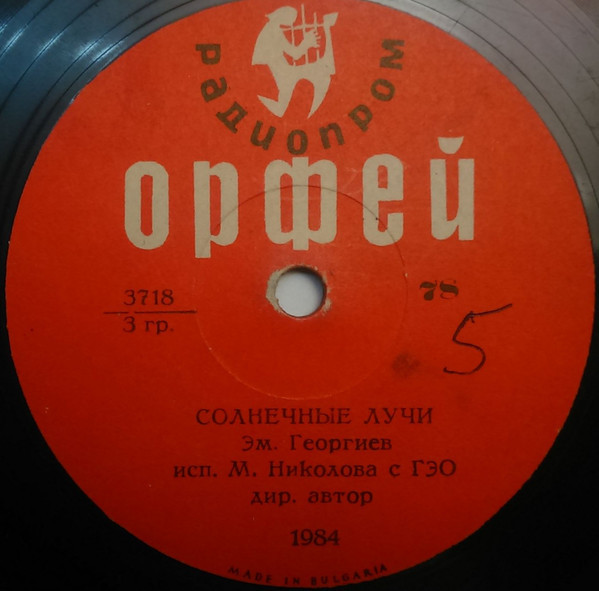 радиопром
орфей
3718
3 гр.
78
5
СОЛНЕЧНЫЕ ЛУЧИ
Эм. Георгиев
исп. М. Николова с ГЭО
дир. автор
1984
MADE IN BULGARIA